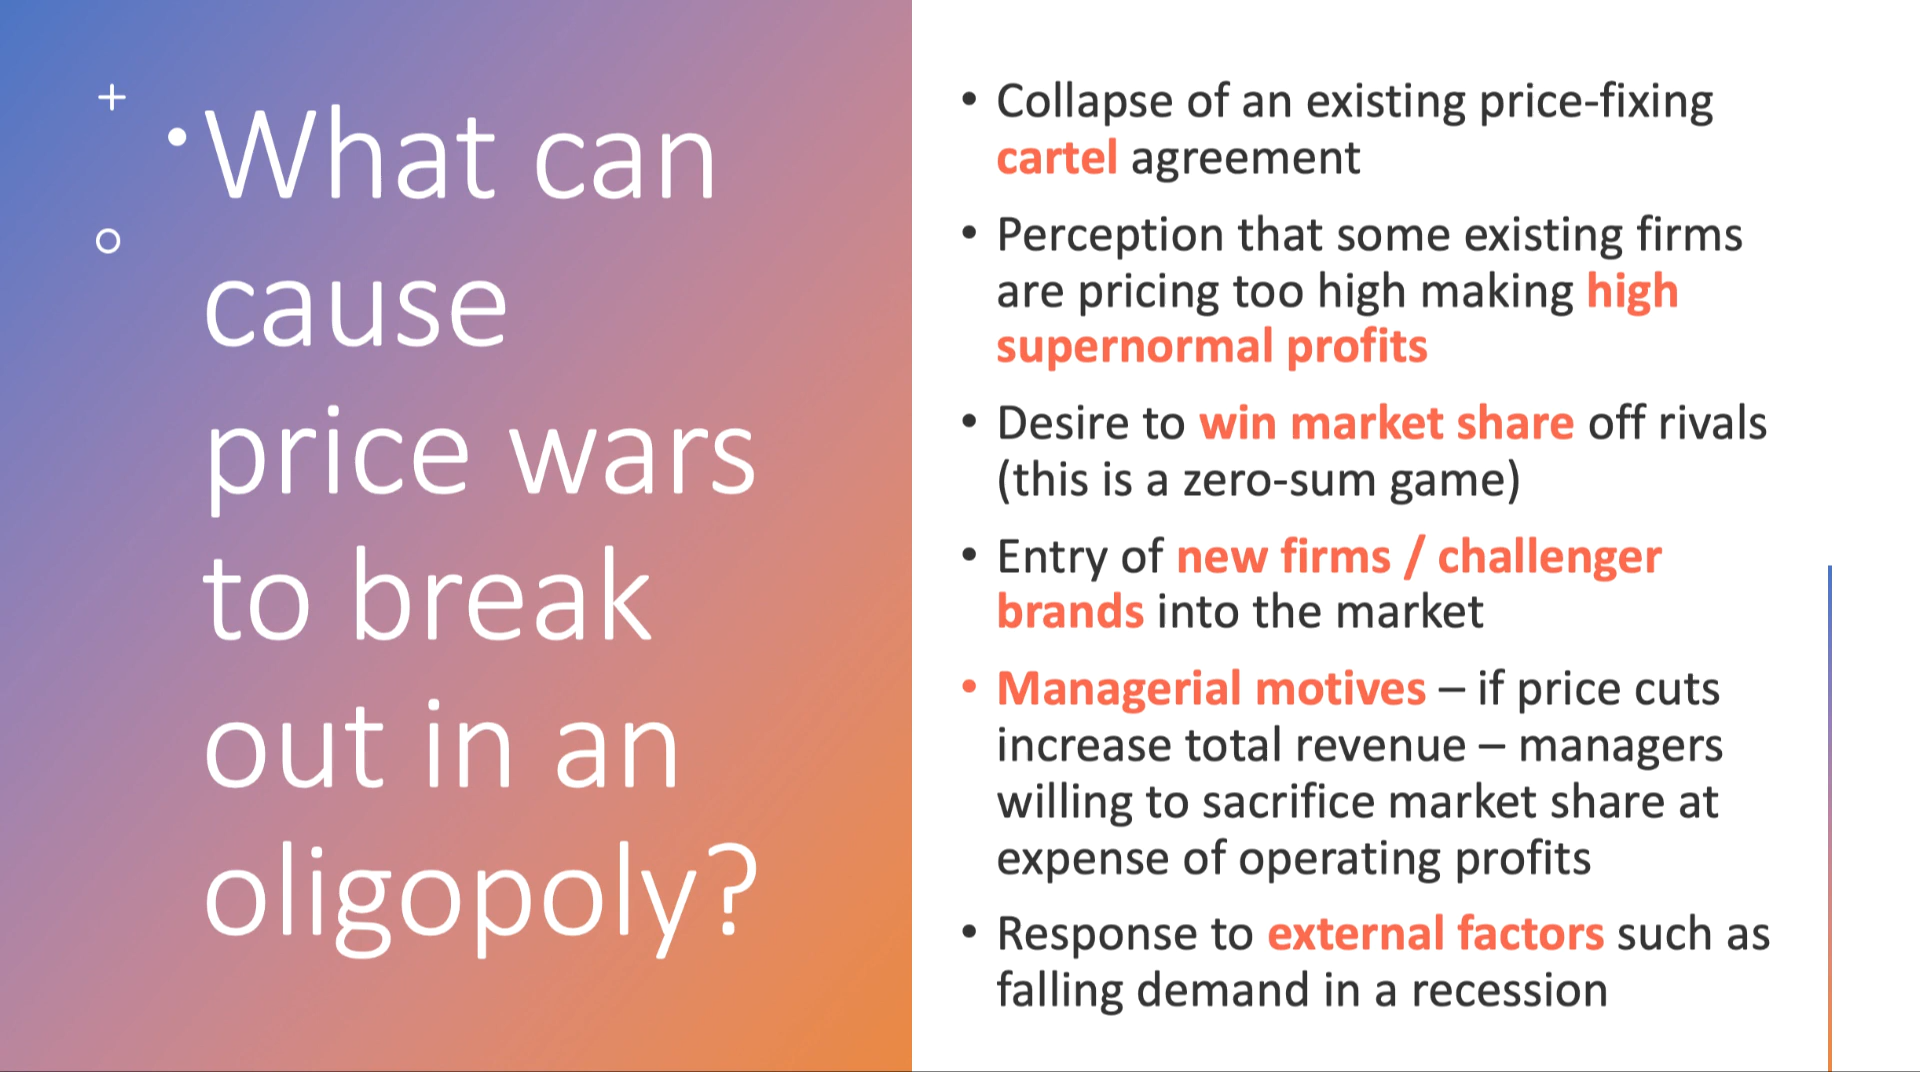 • What can
cause
price wars
to break
out in an
oligopoly?
• Collapse of an existing price-fixing
cartel agreement
• Perception that some existing firms
are pricing too high making high
supernormal profits
• Desire to win market share off rivals
(this is a zero-sum game)
• Entry of new firms / challenger
brands into the market
• Managerial motives – if price cuts
increase total revenue – managers
willing to sacrifice market share at
expense of operating profits
• Response to external factors such as
falling demand in a recession